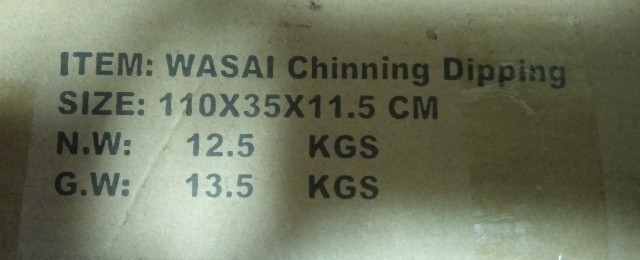 ITEM: WASAI Chinning Dipping
SIZE: 110X35X11.5 CM
N.W: 12.5 KGS
G.W: 13.5 KGS